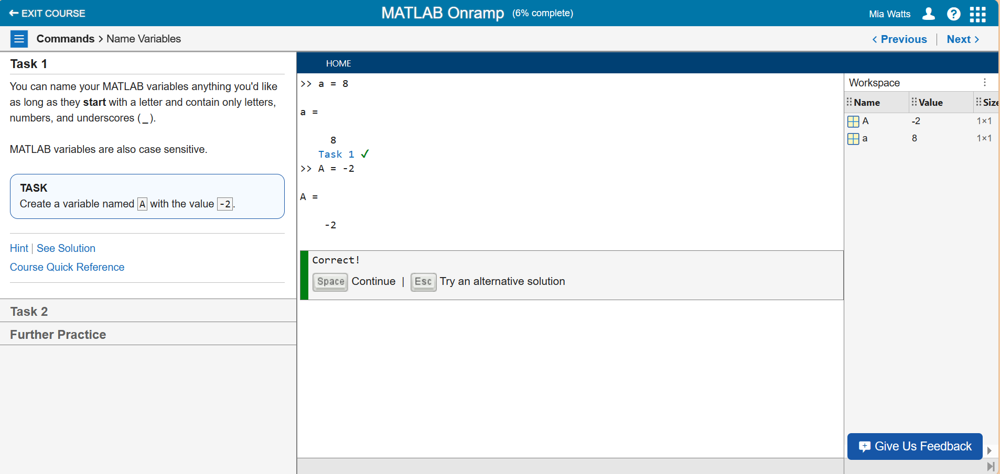 EXIT COURSE
MATLAB Onramp (6% complete)
Mia Watts
?
Commands > Name Variables
Previous | Next
Task 1
You can name your MATLAB variables anything you'd like
as long as they start with a letter and contain only letters,
numbers, and underscores (_).
MATLAB variables are also case sensitive.
TASK
Create a variable named A with the value -2.
Hint | See Solution
Course Quick Reference
Task 2
Further Practice
HOME
>> a = 8
a =
8
Task 1 ✓
>> A = -2
A =
-2
Correct!
Space Continue | Esc Try an alternative solution
Workspace
Name Value Size
A -2 1×1
a 8 1×1
Give Us Feedback